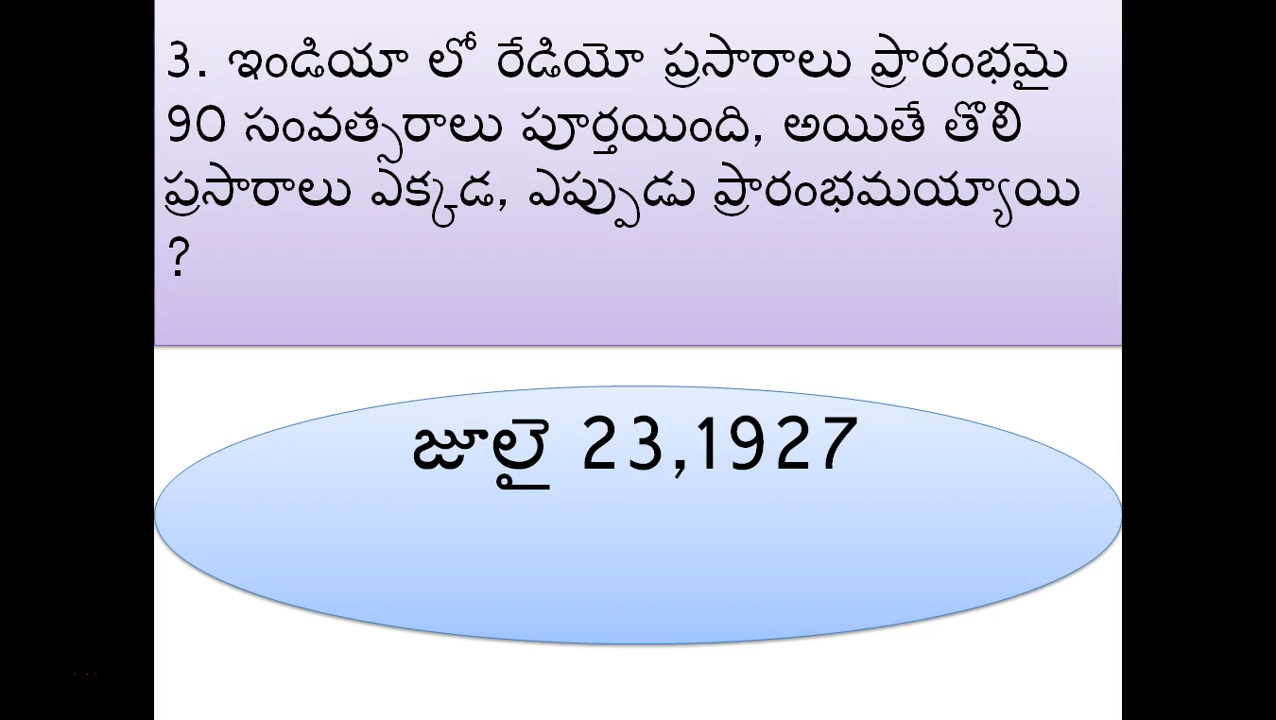 3. ఇండియా లో రేడియో ప్రసారాలు ప్రారంభమై
90 సంవత్సరాలు పూర్తయింది, అయితే తొలి
ప్రసారాలు ఎక్కడ, ఎప్పుడు ప్రారంభమయ్యాయి
?
జూలై 23,1927